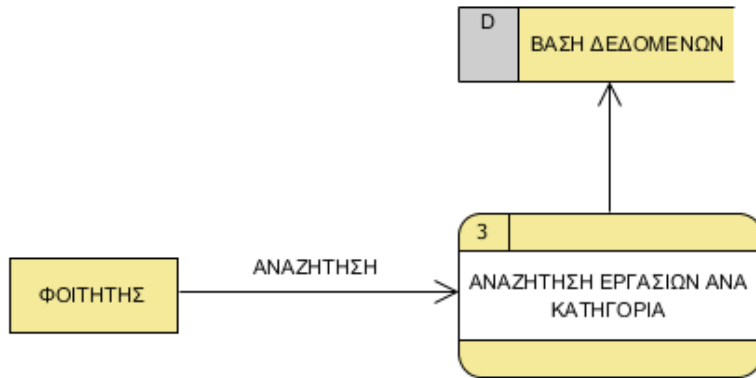 D
ΒΑΣΗ ΔΕΔΟΜΕΝΩΝ
3
ΑΝΑΖΗΤΗΣΗ
ΦΟΙΤΗΤΗΣ
ΑΝΑΖΗΤΗΣΗ ΕΡΓΑΣΙΩΝ ΑΝΑ
ΚΑΤΗΓΟΡΙΑ